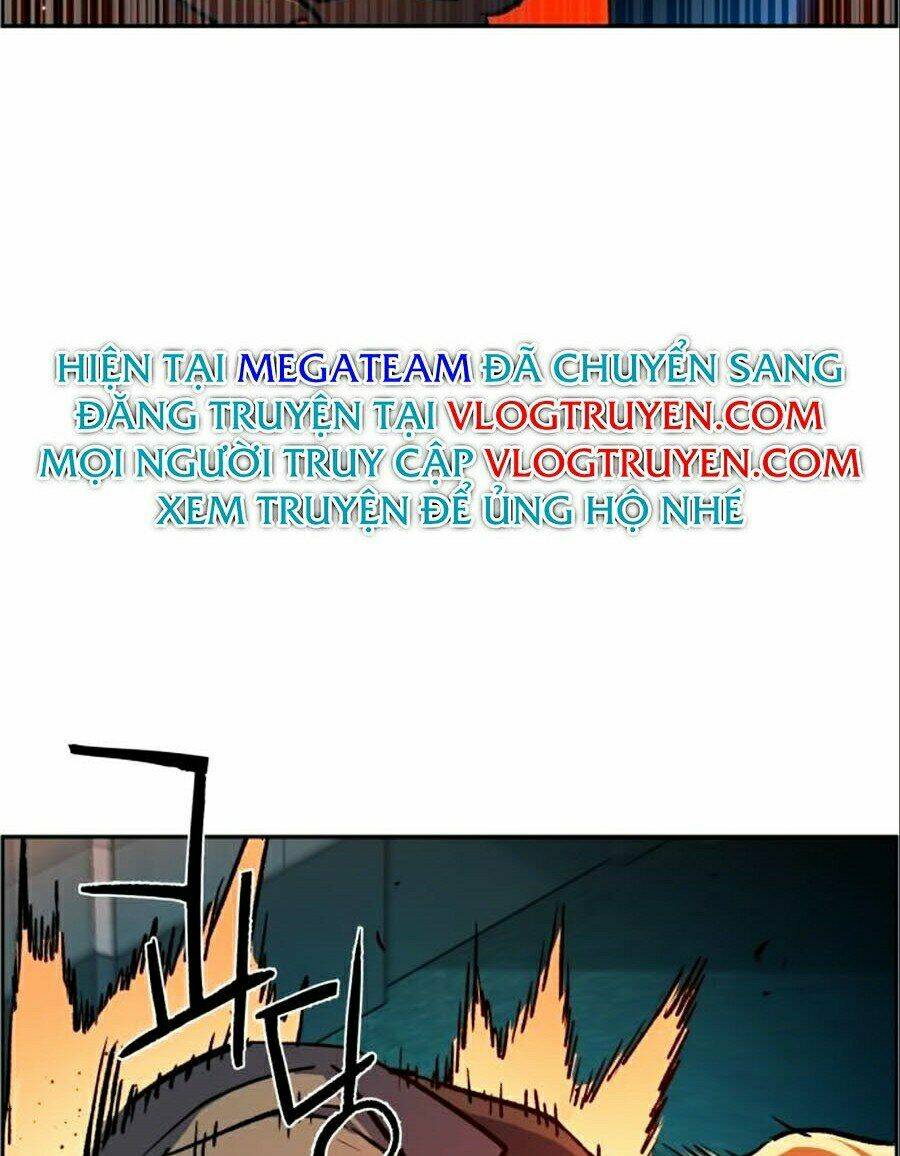 HIỆN TẠI MEGATEAM ĐÃ CHUYỂN SANG
ĐĂNG TRUYỆN TẠI VLOGTRUYEN.COM
MỌI NGƯỜI TRUY CẬP VLOGTRUYEN.COM
XEM TRUYỆN ĐỂ ỦNG HỘ NHÉ
콰앙